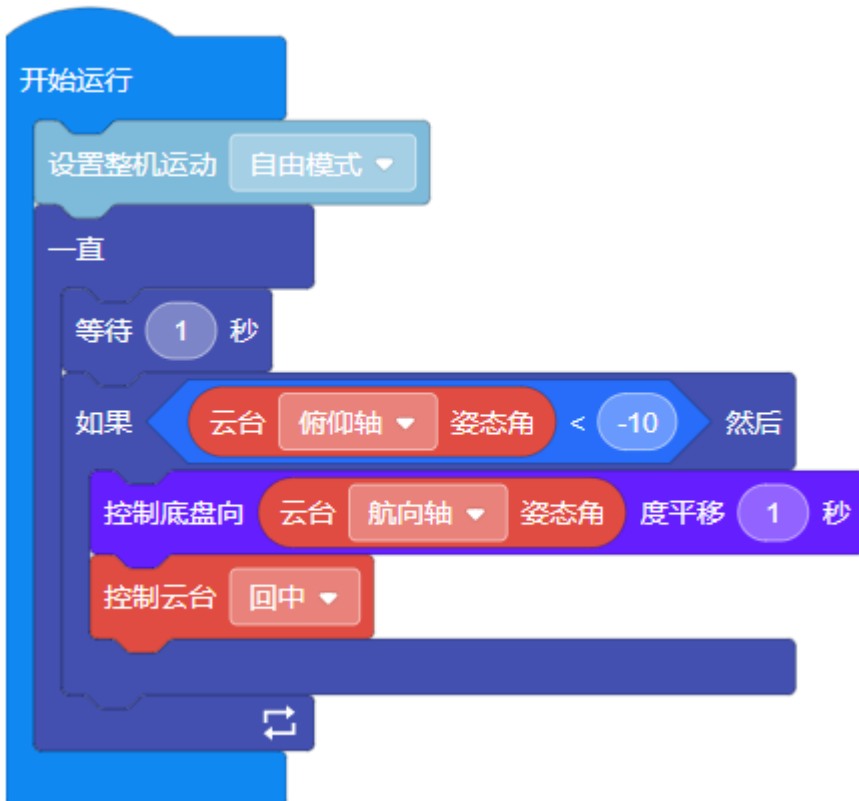 开始运行
设置整机运动 自由模式
一直
等待 1 秒
如果 云台 俯仰轴 姿态角 < -10 然后
控制底盘向 云台 航向轴 姿态角 度平移 1 秒
控制云台 回中